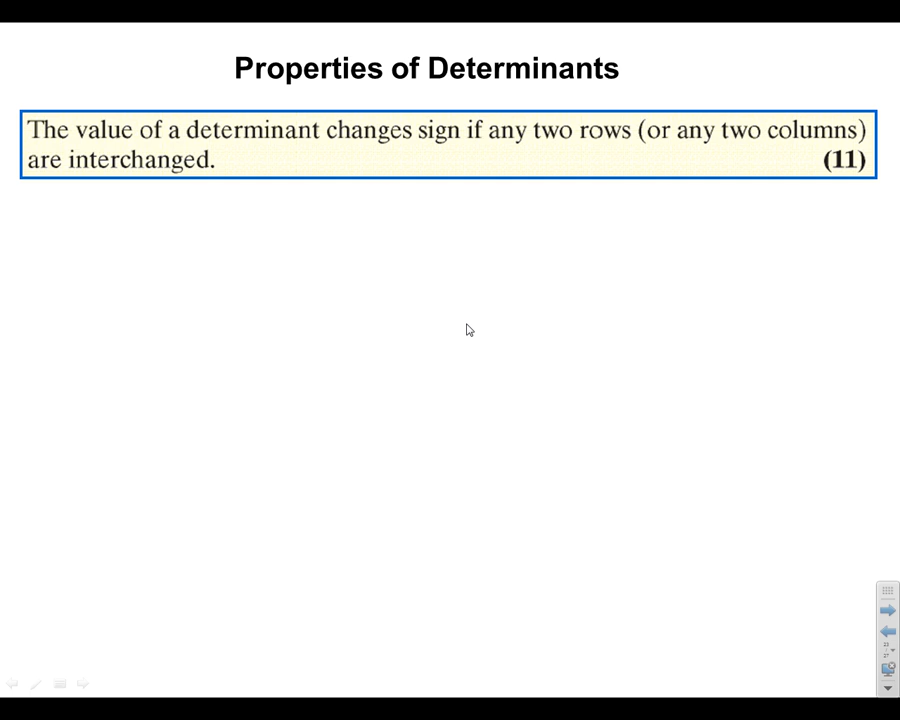 Properties of Determinants
The value of a determinant changes sign if any two rows (or any two columns)
are interchanged. (11)